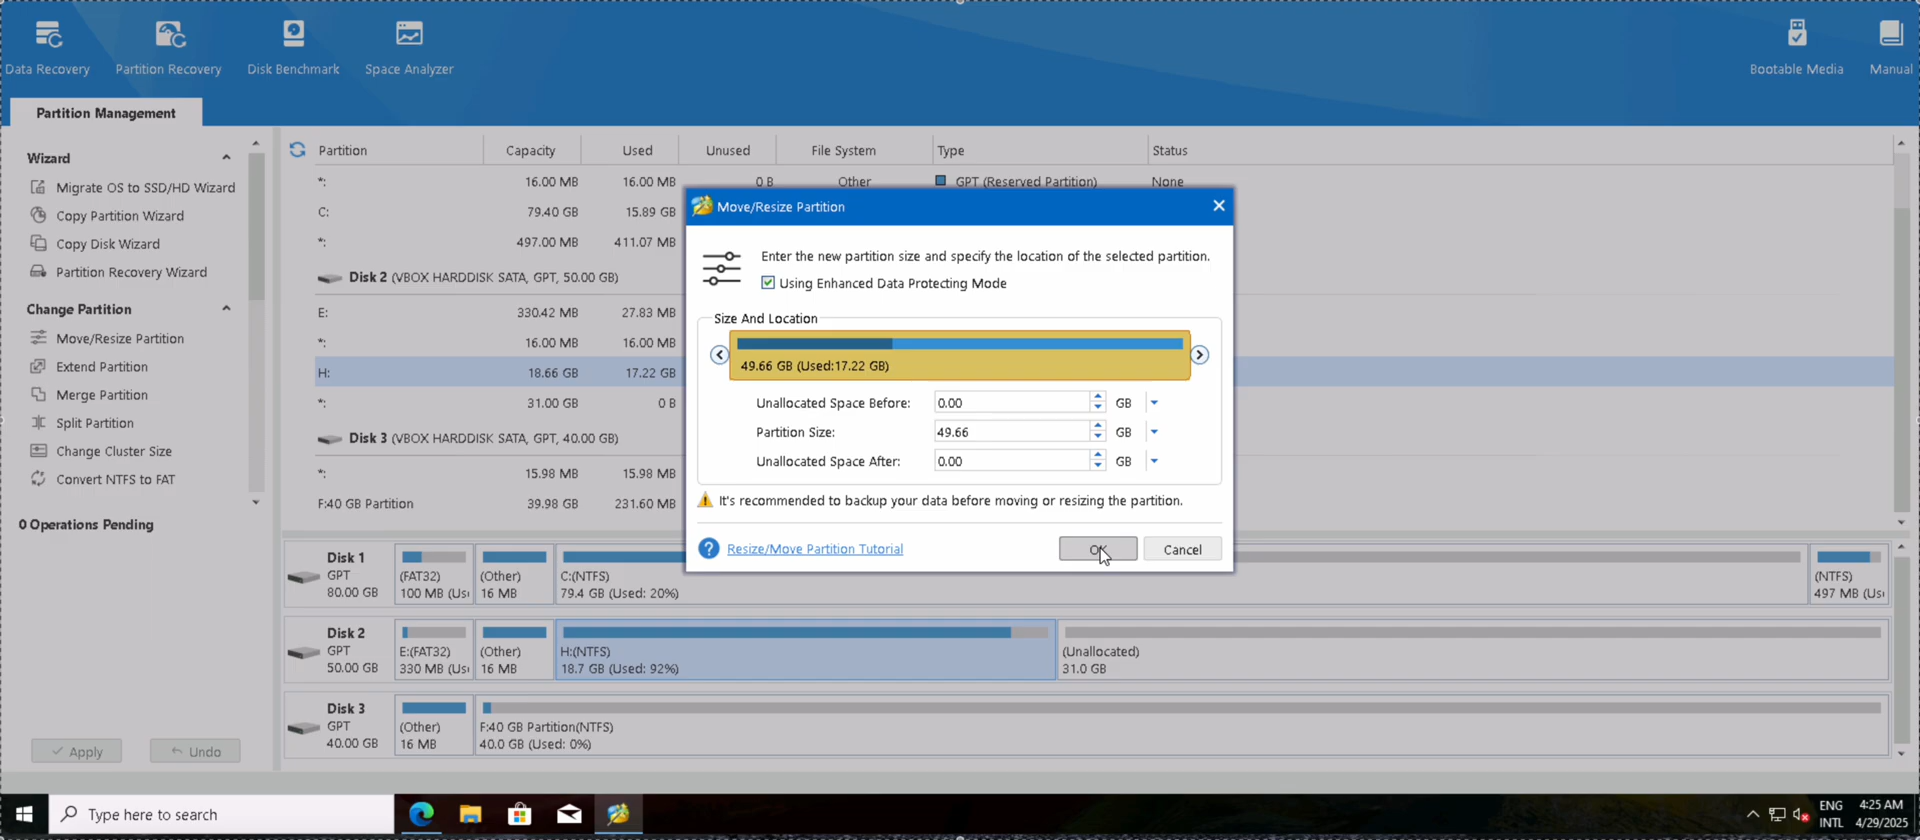 Data Recovery
Partition Recovery
Disk Benchmark
Space Analyzer
Bootable Media
Manual
Partition Management
Wizard
Migrate OS to SSD/HD Wizard
Copy Partition Wizard
Copy Disk Wizard
Partition Recovery Wizard
Change Partition
Move/Resize Partition
Extend Partition
Merge Partition
Split Partition
Change Cluster Size
Convert NTFS to FAT
0 Operations Pending
Apply
Undo
Partition Capacity Used Unused File System Type Status
*: 16.00 MB 16.00 MB 0 B Other GPT (Reserved Partition) None
C: 79.40 GB 15.89 GB
*: 497.00 MB 411.07 MB
Disk 2 (VBOX HARDDISK SATA, GPT, 50.00 GB)
E: 330.42 MB 27.83 MB
*: 16.00 MB 16.00 MB
H: 18.66 GB 17.22 GB
*: 31.00 GB 0 B
Disk 3 (VBOX HARDDISK SATA, GPT, 40.00 GB)
*: 15.98 MB 15.98 MB
F:40 GB Partition 39.98 GB 231.60 MB
Move/Resize Partition
Enter the new partition size and specify the location of the selected partition.
Using Enhanced Data Protecting Mode
Size And Location
49.66 GB (Used:17.22 GB)
Unallocated Space Before: 0.00 GB
Partition Size: 49.66 GB
Unallocated Space After: 0.00 GB
It's recommended to backup your data before moving or resizing the partition.
Resize/Move Partition Tutorial
OK
Cancel
Disk 1
GPT
80.00 GB
(FAT32)
100 MB (Us
(Other)
16 MB
C:(NTFS)
79.4 GB (Used: 20%)
(NTFS)
497 MB (Us
Disk 2
GPT
50.00 GB
E:(FAT32)
330 MB (Us
(Other)
16 MB
H:(NTFS)
18.7 GB (Used: 92%)
(Unallocated)
31.0 GB
Disk 3
GPT
40.00 GB
(Other)
16 MB
F:40 GB Partition(NTFS)
40.0 GB (Used: 0%)
Type here to search
ENG
INTL
4:25 AM
4/29/2025